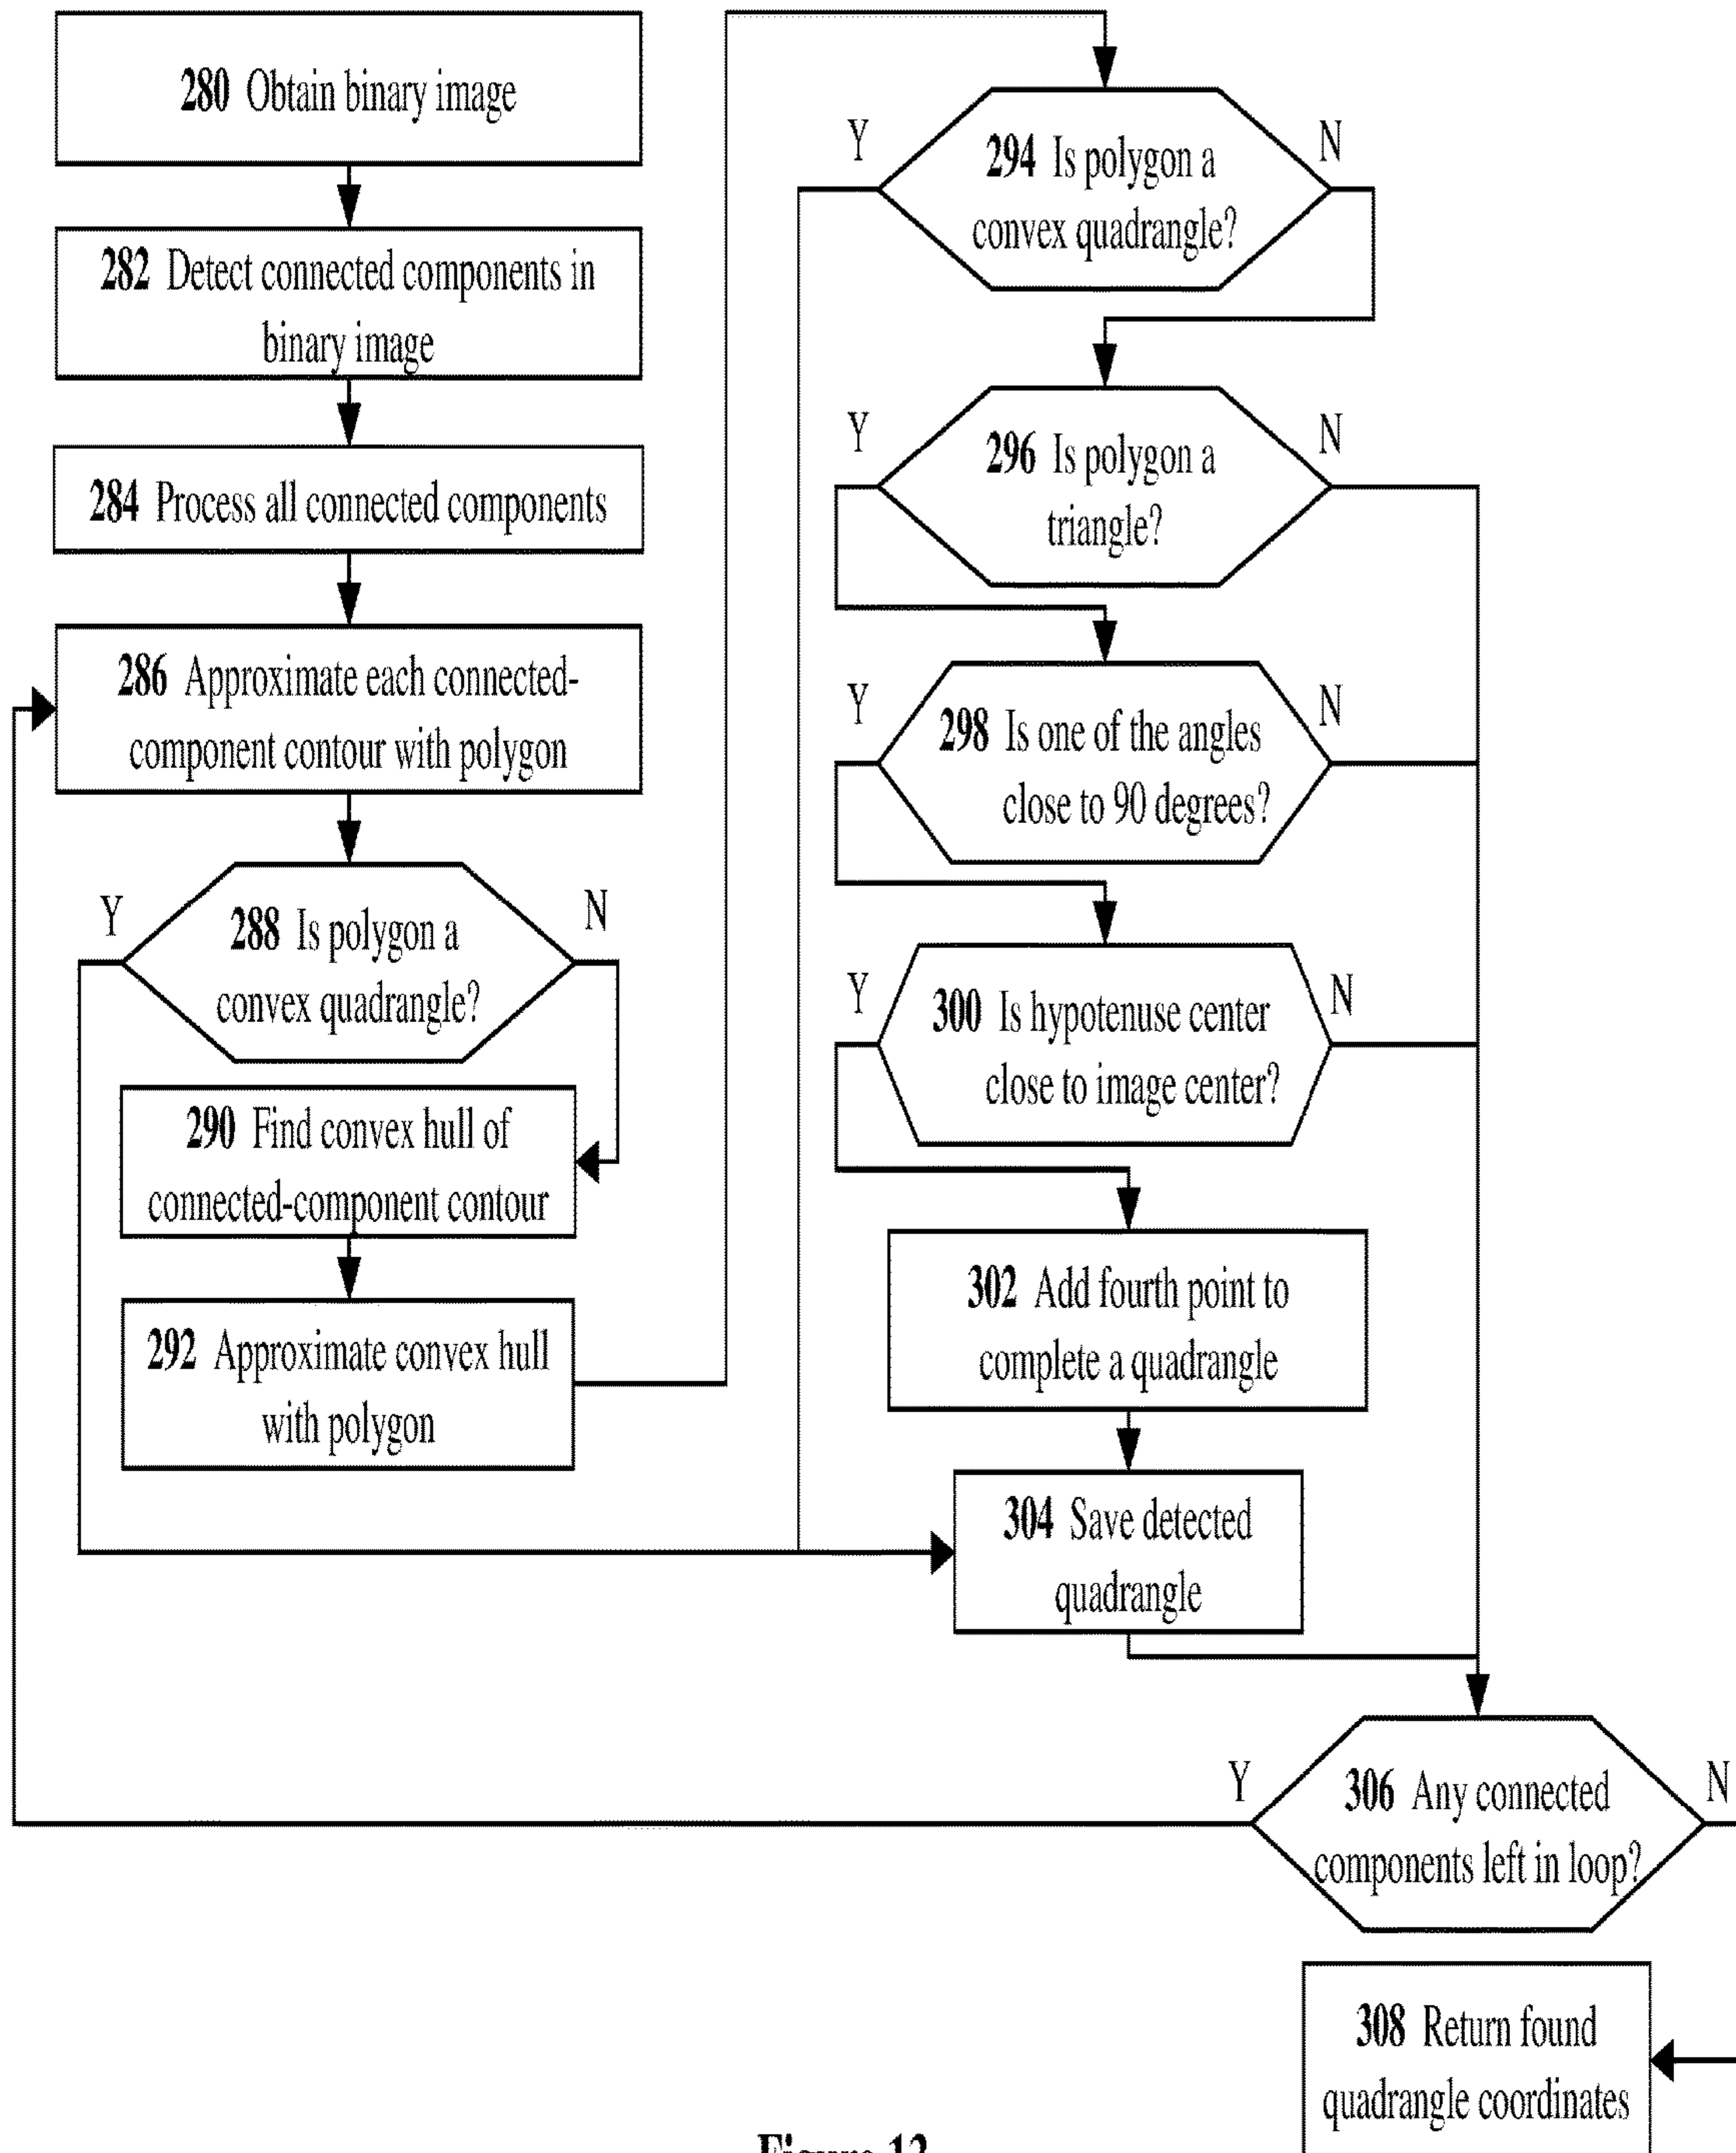 280 Obtain binary image
282 Detect connected components in
binary image
284 Process all connected components
286 Approximate each connected-
component contour with polygon
Y
N
288 Is polygon a
convex quadrangle?
290 Find convex hull of
connected-component contour
292 Approximate convex hull
with polygon
Y
N
294 Is polygon a
convex quadrangle?
Y
N
296 Is polygon a
triangle?
Y
N
298 Is one of the angles
close to 90 degrees?
Y
N
300 Is hypotenuse center
close to image center?
302 Add fourth point to
complete a quadrangle
304 Save detected
quadrangle
Y
N
306 Any connected
components left in loop?
308 Return found
quadrangle coordinates
Figure